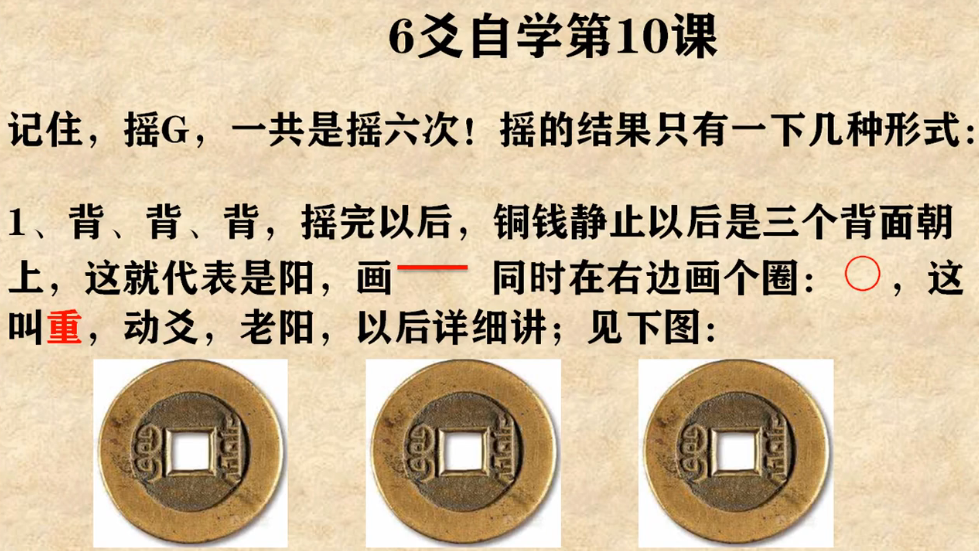 6爻自学第10课
记住，摇G，一共是摇六次！摇的结果只有一下几种形式：
1、背、背、背，摇完以后，铜钱静止以后是三个背面朝
上，这就代表是阳，画 同时在右边画个圈：○，这
叫重，动爻，老阳，以后详细讲；见下图：